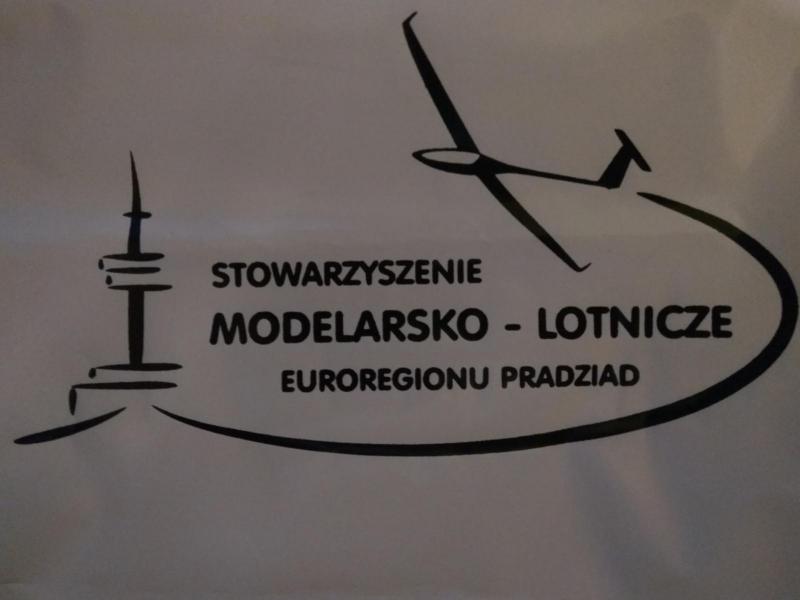 STOWARZYSZENIE
MODELARSKO - LOTNICZE
EUROREGIONU PRADZIAD